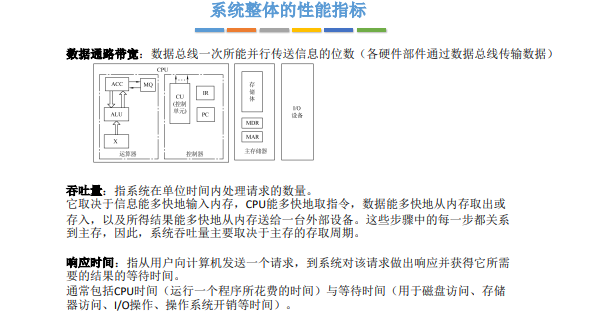 系统整体的性能指标
数据通路带宽：数据总线一次所能并行传送信息的位数（各硬件部件通过数据总线传输数据）
CPU
ACC
MQ
ALU
X
运算器
CU
(控制
单元)
IR
PC
控制器
存
储
体
MDR
MAR
主存储器
I/O
设备
吞吐量：指系统在单位时间内处理请求的数量。
它取决于信息能多快地输入内存，CPU能多快地取指令，数据能多快地从内存取出或
存入，以及所得结果能多快地从内存送给一台外部设备。这些步骤中的每一步都关系
到主存，因此，系统吞吐量主要取决于主存的存取周期。
响应时间：指从用户向计算机发送一个请求，到系统对该请求做出响应并获得它所需
要的结果的等待时间。
通常包括CPU时间（运行一个程序所花费的时间）与等待时间（用于磁盘访问、存储
器访问、I/O操作、操作系统开销等时间）。